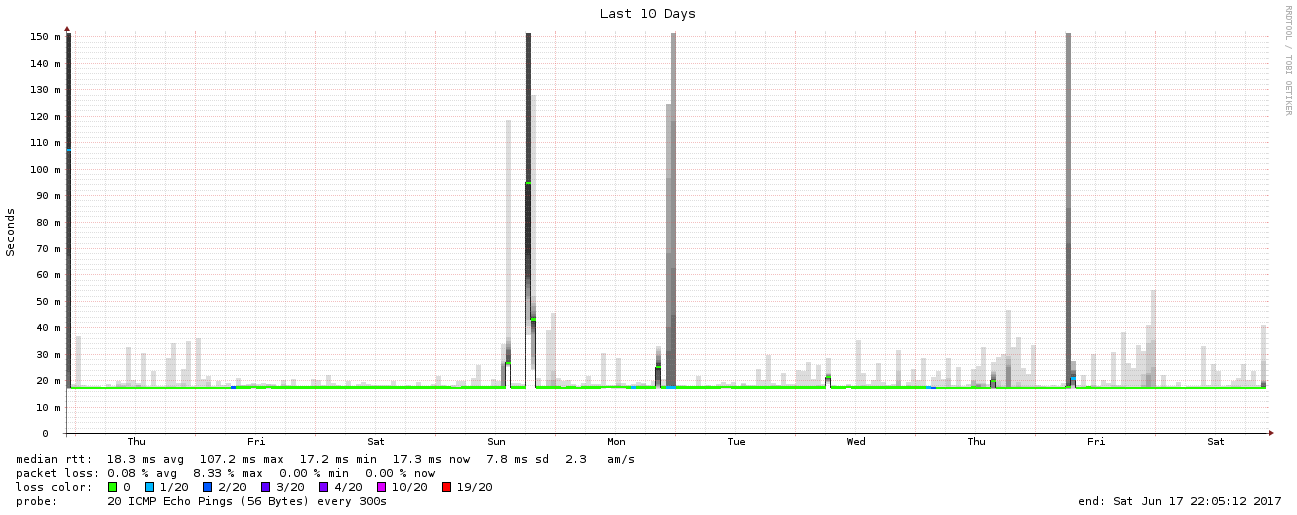 Last 10 Days
RRDTOOL / TOBI OETIKER
Seconds
150 m
140 m
130 m
120 m
110 m
100 m
90 m
80 m
70 m
60 m
50 m
40 m
30 m
20 m
10 m
0
Thu Fri Sat Sun Mon Tue Wed Thu Fri Sat
median rtt: 18.3 ms avg 107.2 ms max 17.2 ms min 17.3 ms now 7.8 ms sd 2.3 am/s
packet loss: 0.08 % avg 8.33 % max 0.00 % min 0.00 % now
loss color: 0 1/20 2/20 3/20 4/20 10/20 19/20
probe: 20 ICMP Echo Pings (56 Bytes) every 300s end: Sat Jun 17 22:05:12 2017